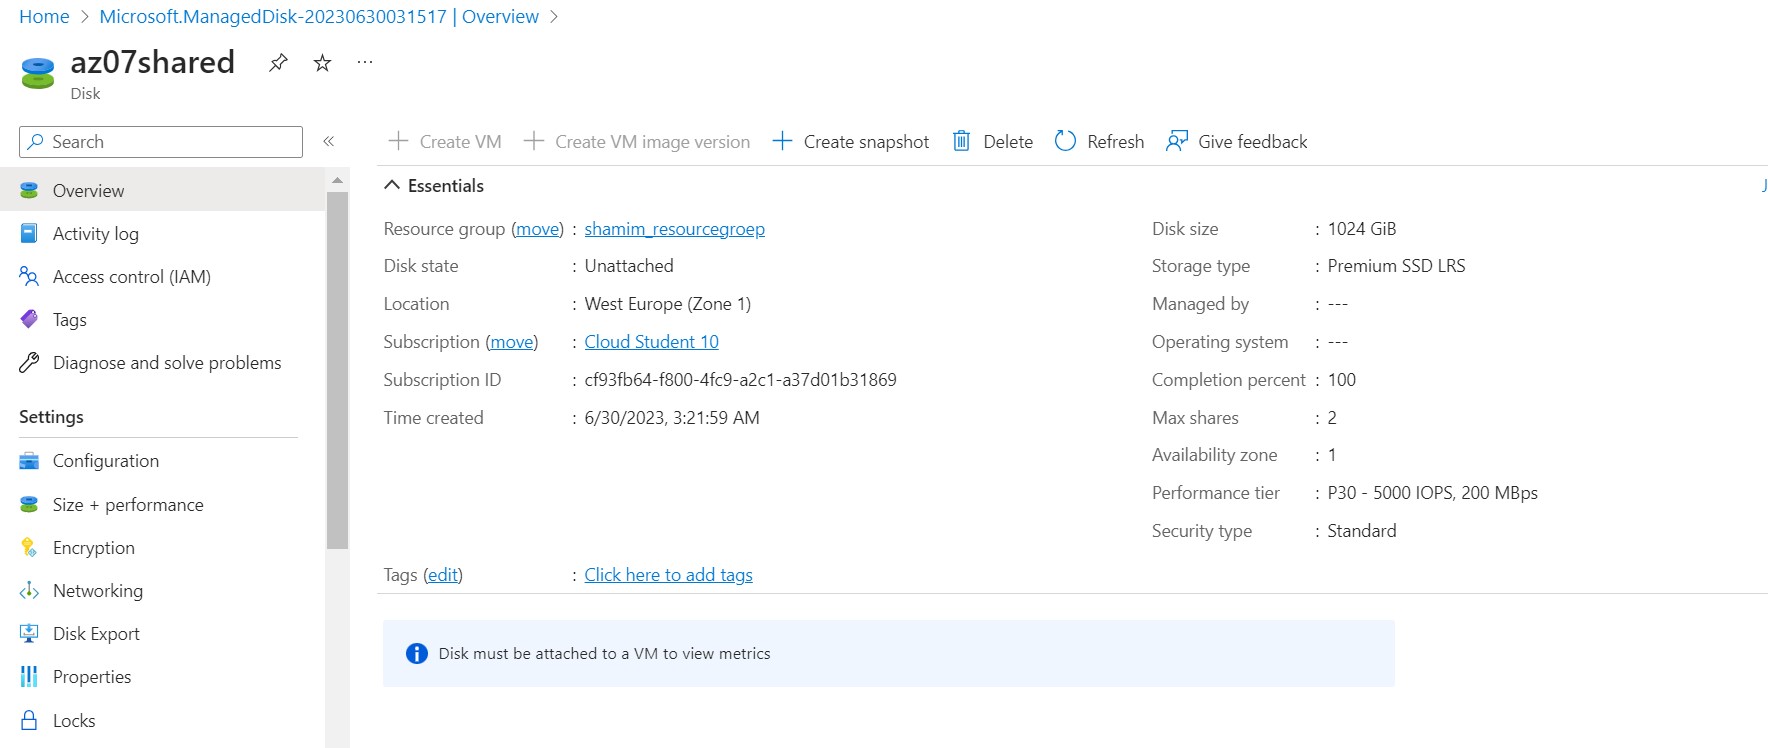 Home > Microsoft.ManagedDisk-20230630031517 | Overview >
az07shared
Disk
Search
Overview
Activity log
Access control (IAM)
Tags
Diagnose and solve problems
Settings
Configuration
Size + performance
Encryption
Networking
Disk Export
Properties
Locks
Create VM Create VM image version Create snapshot Delete Refresh Give feedback
Essentials
Resource group (move) : shamim_resourcegroep
Disk state : Unattached
Location : West Europe (Zone 1)
Subscription (move) : Cloud Student 10
Subscription ID : cf93fb64-f800-4fc9-a2c1-a37d01b31869
Time created : 6/30/2023, 3:21:59 AM
Disk size : 1024 GiB
Storage type : Premium SSD LRS
Managed by : ---
Operating system : ---
Completion percent : 100
Max shares : 2
Availability zone : 1
Performance tier : P30 - 5000 IOPS, 200 MBps
Security type : Standard
Tags (edit) : Click here to add tags
Disk must be attached to a VM to view metrics